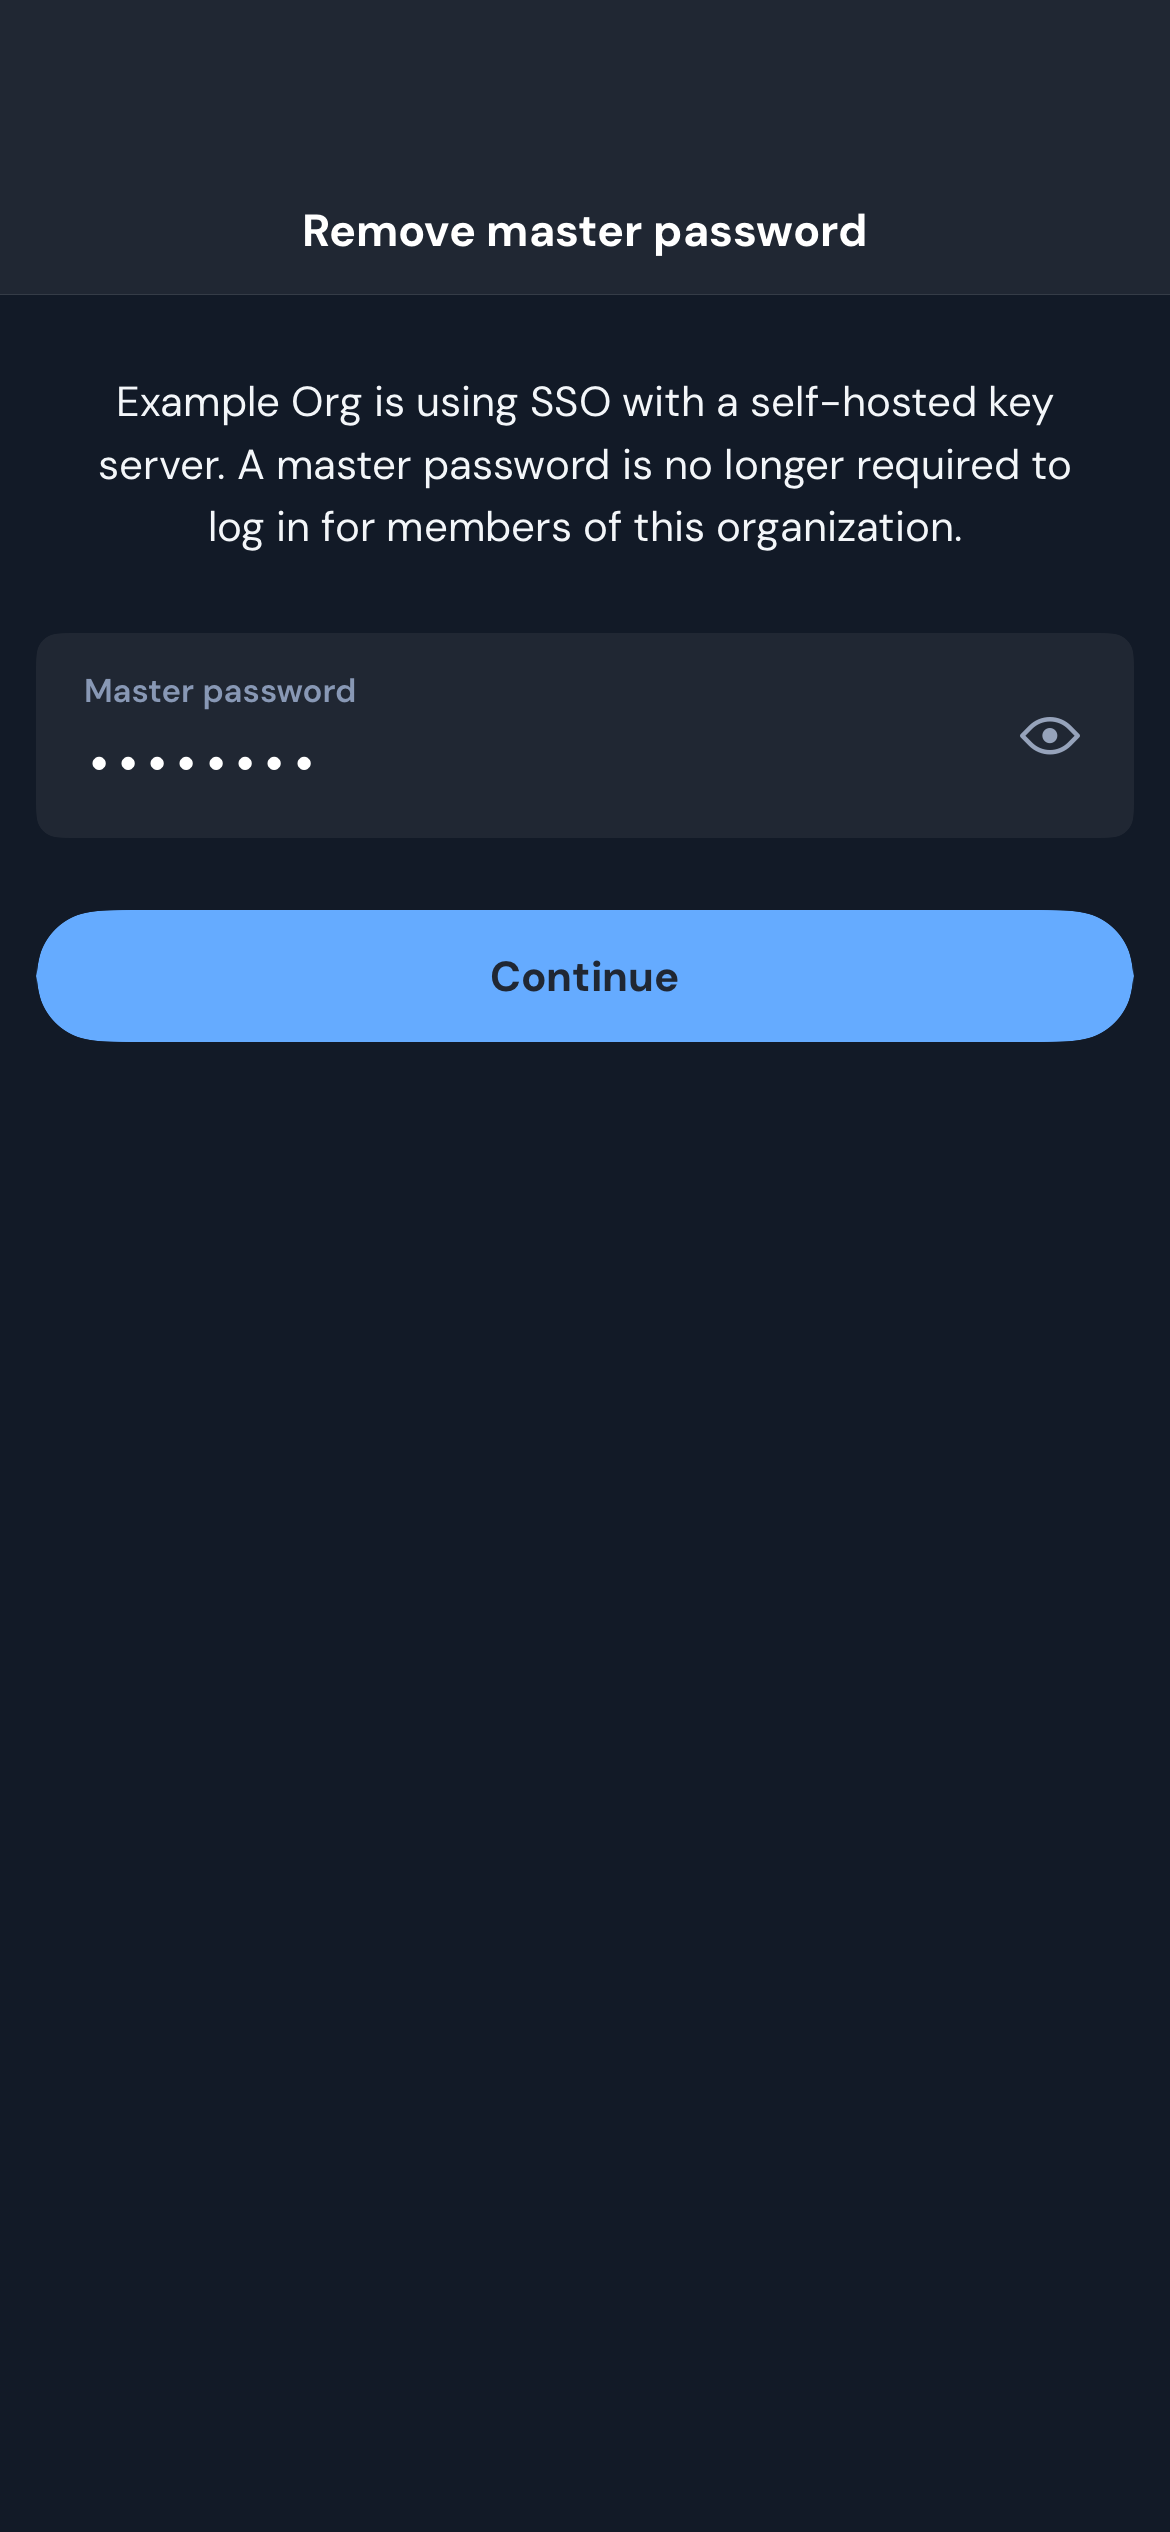 Remove master password
Example Org is using SSO with a self-hosted key
server. A master password is no longer required to
log in for members of this organization.
Master password
••••••••
Continue